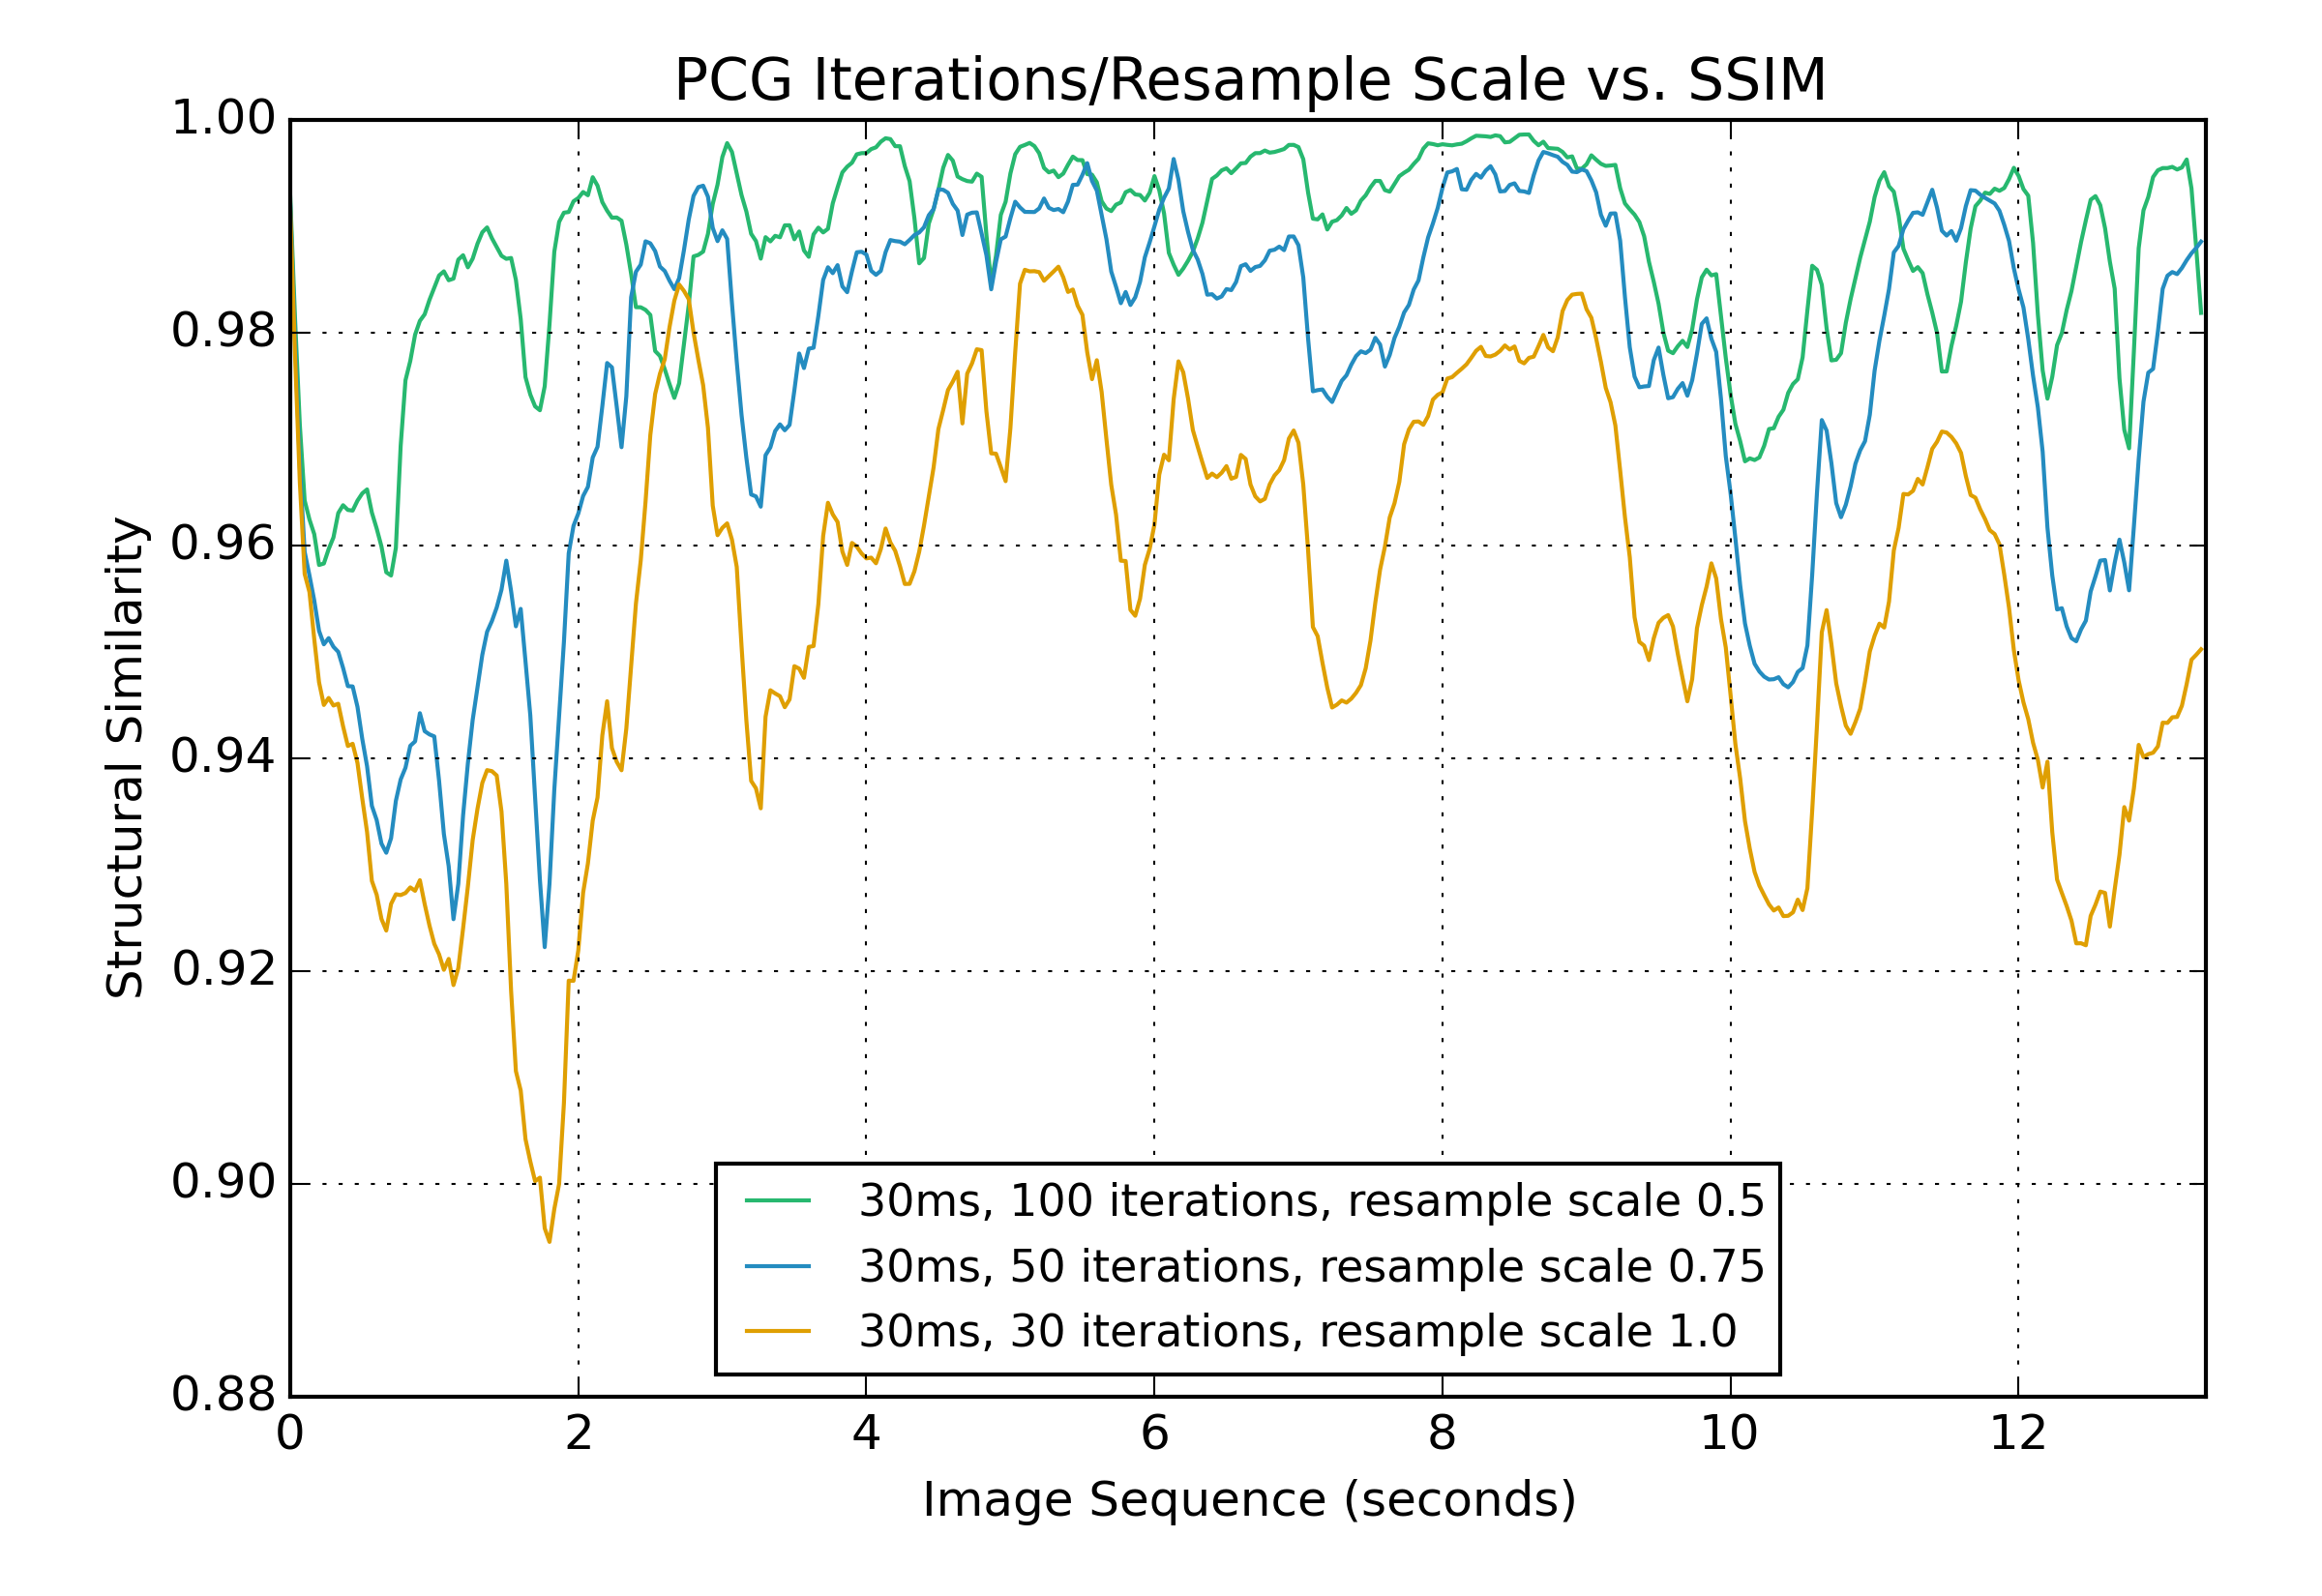 PCG Iterations/Resample Scale vs. SSIM
1.00
0.98
0.96
0.94
0.92
0.90
0.88
Structural Similarity
30ms, 100 iterations, resample scale 0.5
30ms, 50 iterations, resample scale 0.75
30ms, 30 iterations, resample scale 1.0
0 2 4 6 8 10 12
Image Sequence (seconds)